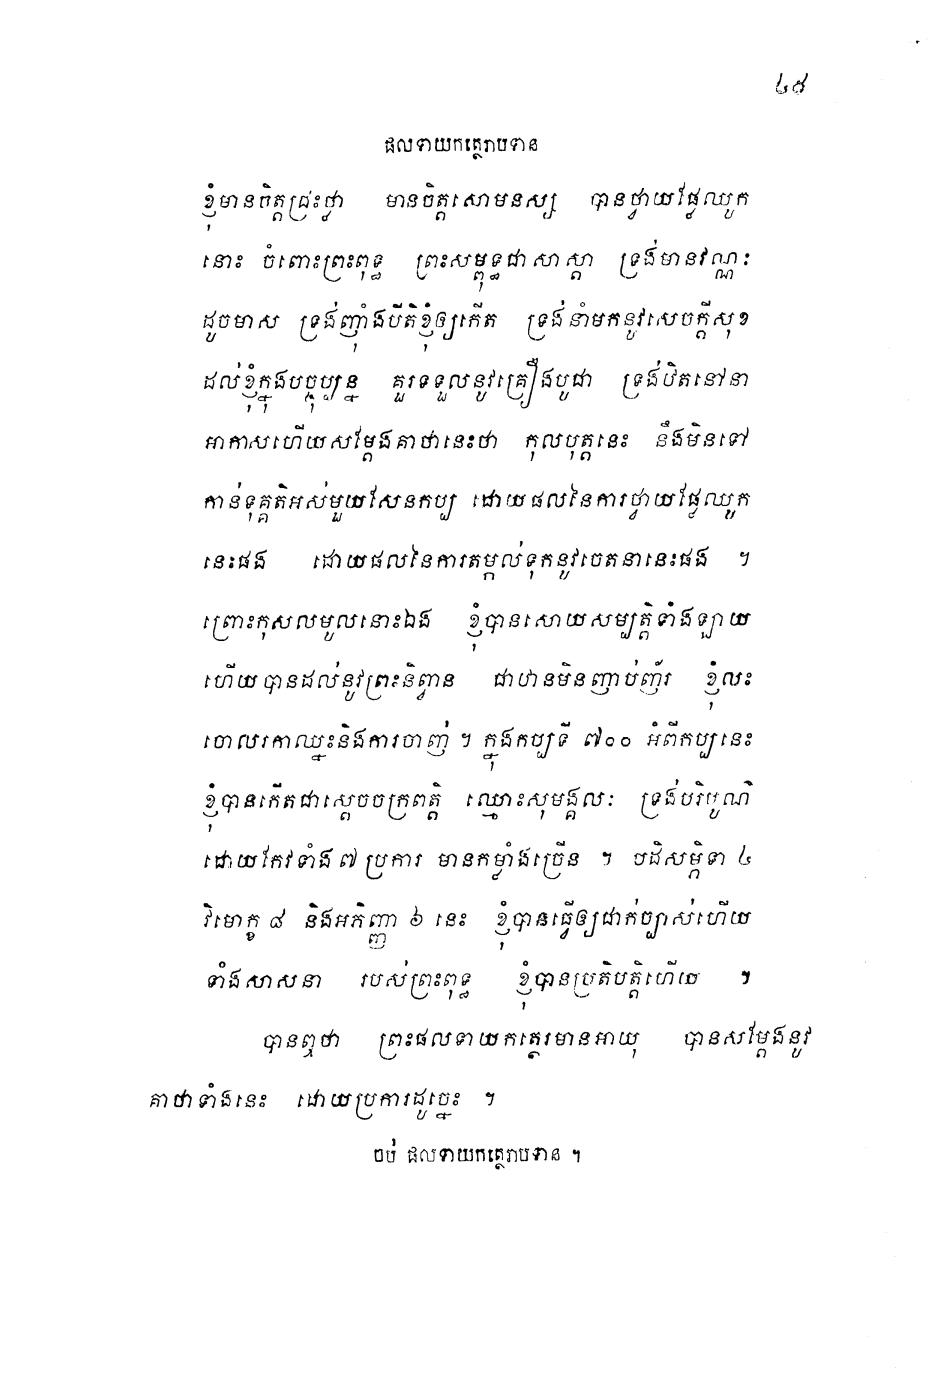 ៤៩
ផលទាយកត្ថេរាបទាន
ខ្ញុំមានចិត្តជ្រះថ្លា មានចិត្តសោមនស្ស បានថ្វាយផ្លែឈូក
នោះ ចំពោះព្រះពុទ្ធ ព្រះសម្ពុទ្ធជាសាស្តា ទ្រង់មានវណ្ណៈ
ដូចមាស ទ្រង់ញ៉ាំងបីតិខ្ញុំឲ្យកើត ទ្រង់នាំមកនូវសេចក្តីសុខ
ដល់ខ្ញុំក្នុងបច្ចុប្បន្ន គួរទទួលនូវគ្រឿងបូជា ទ្រង់ឋិតនៅនា
អាកាសហើយសម្តែងគាថានេះថា កុលបុត្តនេះ នឹងមិនទៅ
កាន់ទុគ្គតិអស់មួយសែនកប្ប ដោយផលនៃការថ្វាយផ្លែឈូក
នេះផង ដោយផលនៃការតម្កល់ទុកនូវចេតនានេះផង ។
ព្រោះកុសលមូលនោះឯង ខ្ញុំបានសោយសម្បត្តិទាំងឡាយ
ហើយបានដល់នូវព្រះនិព្វាន ជាឋានមិនញាប់ញ័រ ខ្ញុំលះ
ចោលរកាឈ្នះនិងការចាញ់ ។ ក្នុងកប្បទី ៧០០ អំពីកប្បនេះ
ខ្ញុំបានកើតជាស្តេចចក្រពត្តិ ឈ្មោះសុមង្គលៈ ទ្រង់បរិបូណ៌
ដោយកែវទាំង៧ប្រការ មានកម្លាំងច្រើន ។ បដិសម្ភិទា ៤
វិមោក្ខ ៨ និងអភិញ្ញា ៦ នេះ ខ្ញុំបានធ្វើឲ្យជាក់ច្បាស់ហើយ
ទាំងសាសនា របស់ព្រះពុទ្ធ ខ្ញុំបានប្រតិបត្តិហើយ ។
បានឮថា ព្រះផលទាយកត្ថេរមានអាយុ បានសម្តែងនូវ
គាថាទាំងនេះ ដោយប្រការដូច្នេះ ។
ចប់ ផលទាយកត្ថេរាបទាន ។